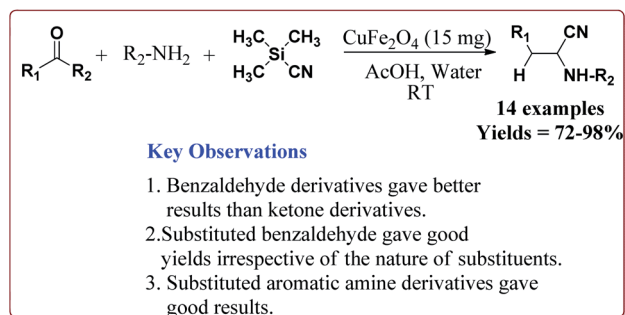 O
R₁ R₂ + R₂-NH₂ + H₃C CH₃ Si H₃C CN
CuFe₂O₄ (15 mg)
AcOH, Water
RT
R₁ CN
H NH-R₂
14 examples
Yields = 72-98%
Key Observations
1. Benzaldehyde derivatives gave better
results than ketone derivatives.
2.Substituted benzaldehyde gave good
yields irrespective of the nature of substituents.
3. Substituted aromatic amine derivatives gave
good results.